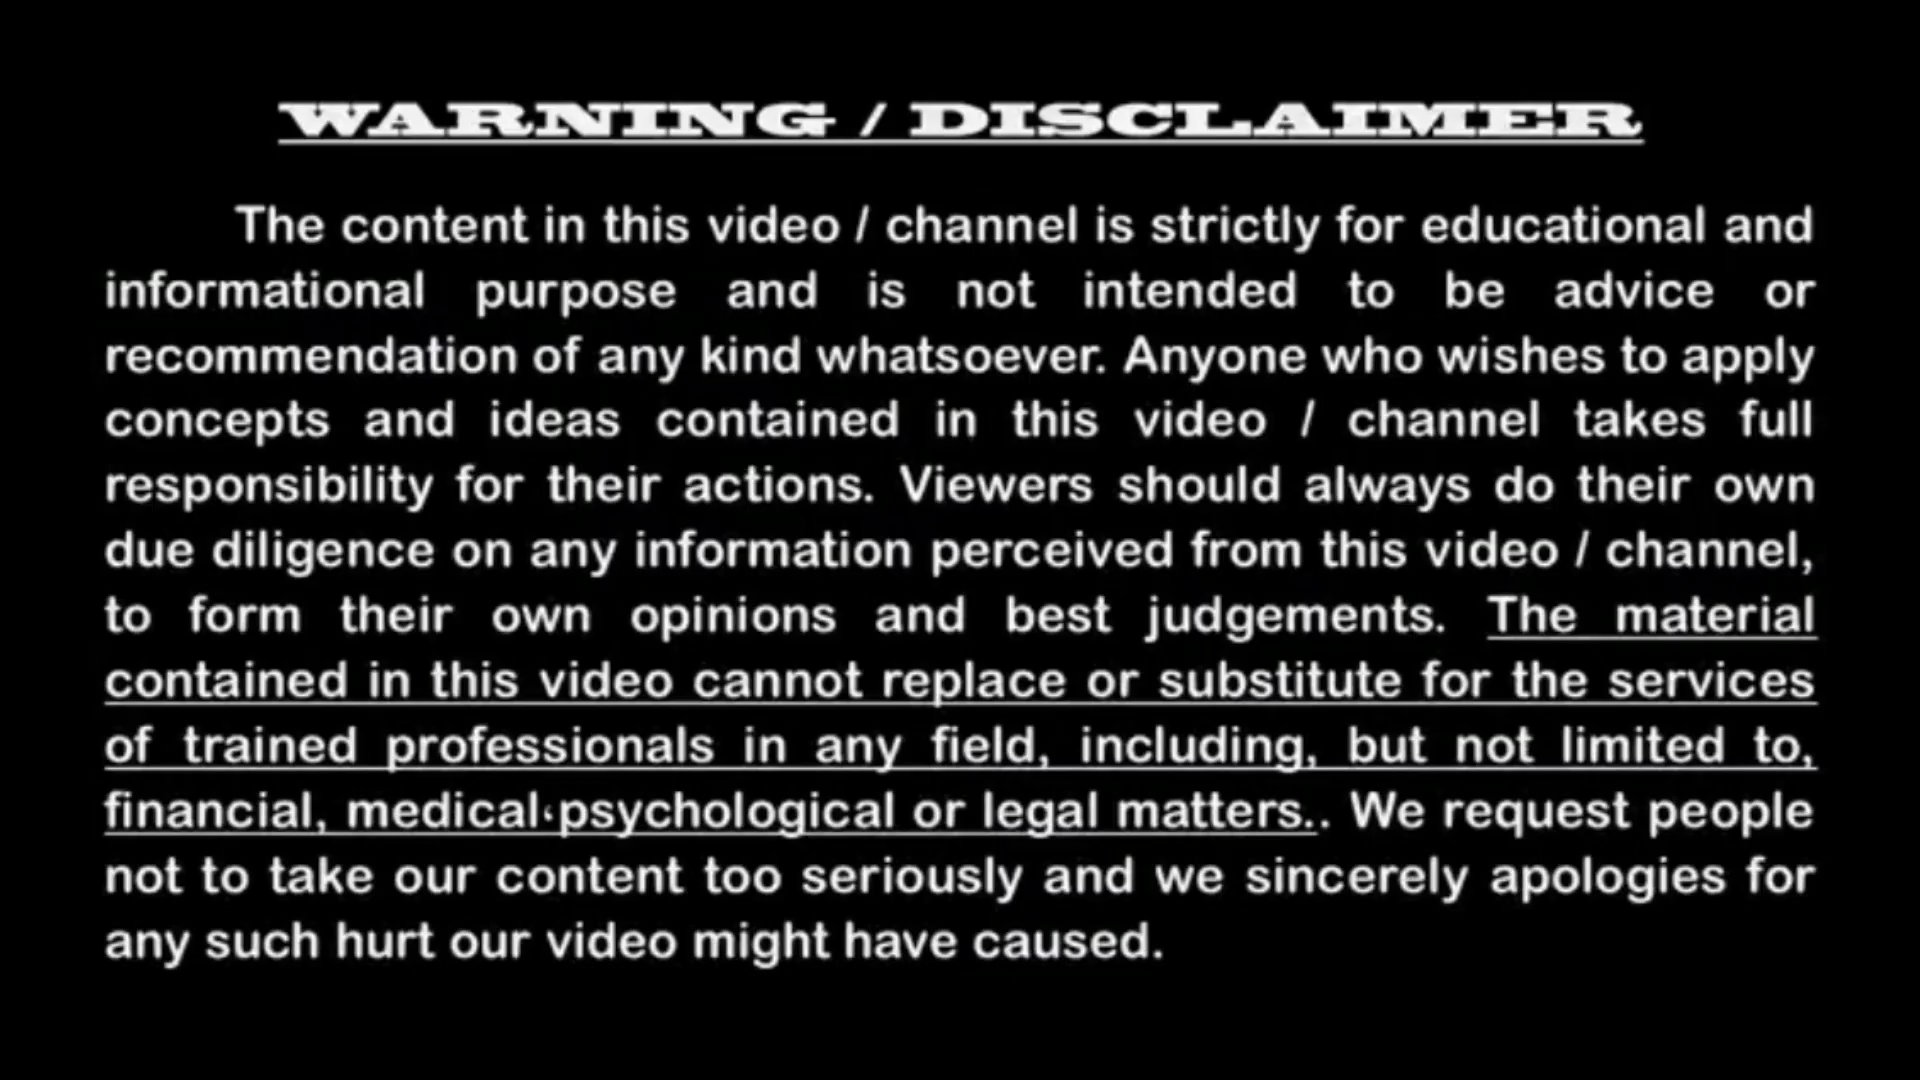 WARNING / DISCLAIMER
The content in this video / channel is strictly for educational and
informational purpose and is not intended to be advice or
recommendation of any kind whatsoever. Anyone who wishes to apply
concepts and ideas contained in this video / channel takes full
responsibility for their actions. Viewers should always do their own
due diligence on any information perceived from this video / channel,
to form their own opinions and best judgements. The material
contained in this video cannot replace or substitute for the services
of trained professionals in any field, including, but not limited to,
financial, medical‹psychological or legal matters.. We request people
not to take our content too seriously and we sincerely apologies for
any such hurt our video might have caused.